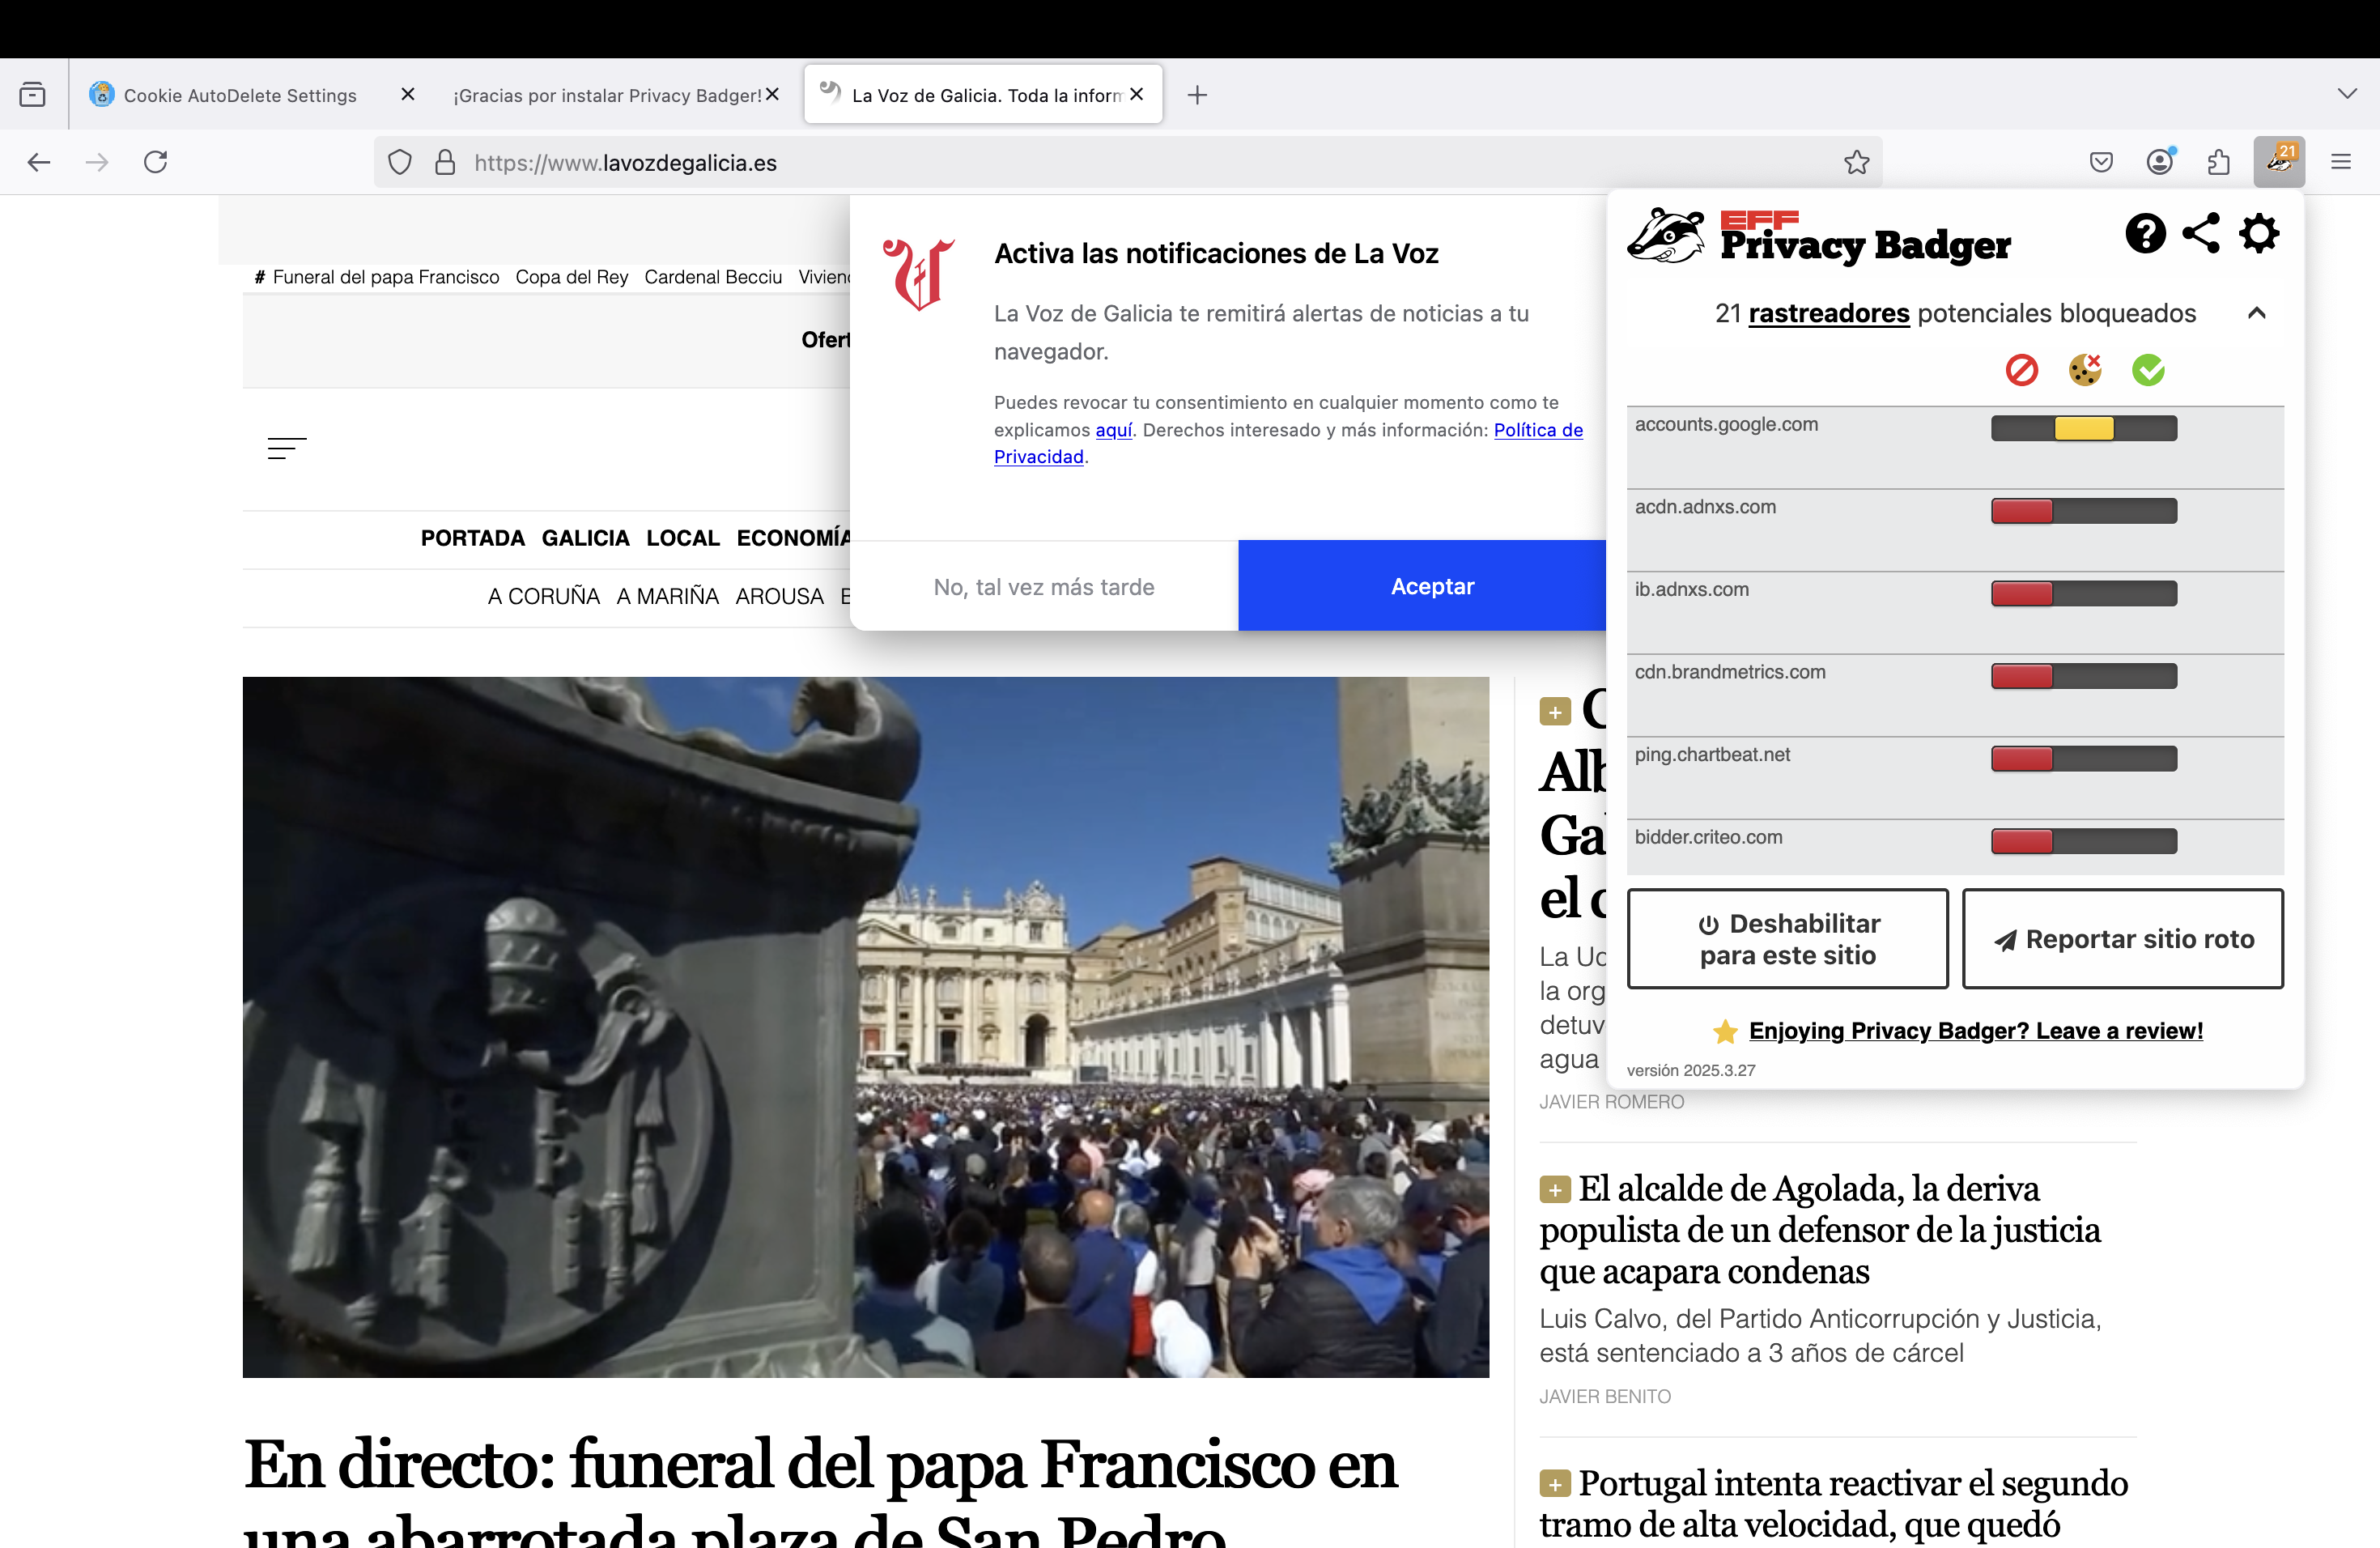 Cookie AutoDelete Settings
¡Gracias por instalar Privacy Badger!
La Voz de Galicia. Toda la inform
https://www.lavozdegalicia.es
21
# Funeral del papa Francisco Copa del Rey Cardenal Becciu
Ofert
PORTADA GALICIA LOCAL ECONOMÍA
A CORUÑA A MARIÑA AROUSA
Activa las notificaciones de La Voz
La Voz de Galicia te remitirá alertas de noticias a tu
navegador.
Puedes revocar tu consentimiento en cualquier momento como te
explicamos aquí. Derechos interesado y más información: Política de
Privacidad.
No, tal vez más tarde
Aceptar
EFF
Privacy Badger
21 rastreadores potenciales bloqueados
accounts.google.com
acdn.adnxs.com
ib.adnxs.com
cdn.brandmetrics.com
ping.chartbeat.net
bidder.criteo.com
Deshabilitar
para este sitio
Reportar sitio roto
Enjoying Privacy Badger? Leave a review!
versión 2025.3.27
En directo: funeral del papa Francisco en
una abarrotada plaza de San Pedro
el
La
la org
detuv
agua
JAVIER ROMERO
El alcalde de Agolada, la deriva
populista de un defensor de la justicia
que acapara condenas
Luis Calvo, del Partido Anticorrupción y Justicia,
está sentenciado a 3 años de cárcel
JAVIER BENITO
Portugal intenta reactivar el segundo
tramo de alta velocidad, que quedó